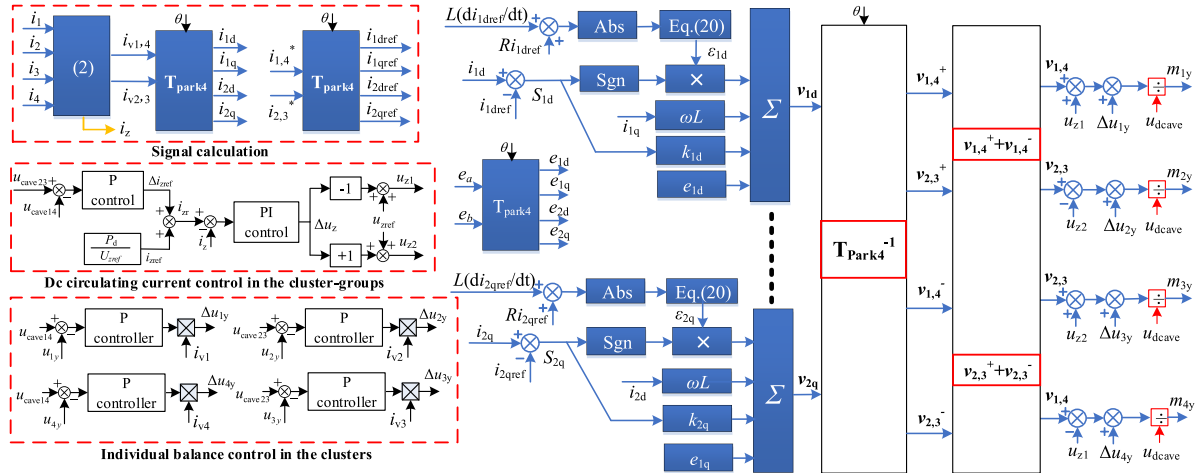 i1
i2
i3
i4
(2)
iv1,4
iv2,3
iz
θ
Tpark4
i1d
i1q
i2d
i2q
i1,4*
i2,3*
θ
Tpark4
i1dref
i1qref
i2dref
i2qref
Signal calculation
ucave23
+
−
ucave14
P
control
Δizref
Pd
Uzref
izref
+
+
izr
+
-
iz
PI
control
Δuz
-1
+1
+
+
uz1
uzref
+
+
uz2
Dc circulating current control in the cluster-groups
ucave14
+
−
u1y
P
controller
Δu1y
iv1
ucave23
+
−
u2y
P
controller
Δu2y
iv2
ucave14
+
−
u4y
P
controller
Δu4y
iv4
ucave23
+
−
u3y
P
controller
Δu3y
iv3
Individual balance control in the clusters
L(di1dref/dt)
+
+
Ri1dref
Abs
Eq.(20)
ε1d
i1d
+
−
i1dref
S1d
Sgn
×
i1q
ωL
k1d
e1d
Σ
v1d
θ
ea
eb
Tpark4
e1d
e1q
e2d
e2q
L(di2qref/dt)
+
+
Ri2qref
Abs
Eq.(20)
ε2q
i2q
+
−
i2qref
S2q
Sgn
×
i2d
ωL
k2q
e1q
Σ
v2q
θ
TPark4-1
v1,4+
v2,3+
v1,4-
v2,3-
v1,4++v1,4-
v2,3++v2,3-
v1,4
+
+
uz1
+
Δu1y
÷
udcave
m1y
v2,3
+
−
uz2
+
Δu2y
÷
udcave
m2y
v2,3
+
+
uz2
+
Δu3y
÷
udcave
m3y
v1,4
+
−
uz1
+
Δu4y
÷
udcave
m4y